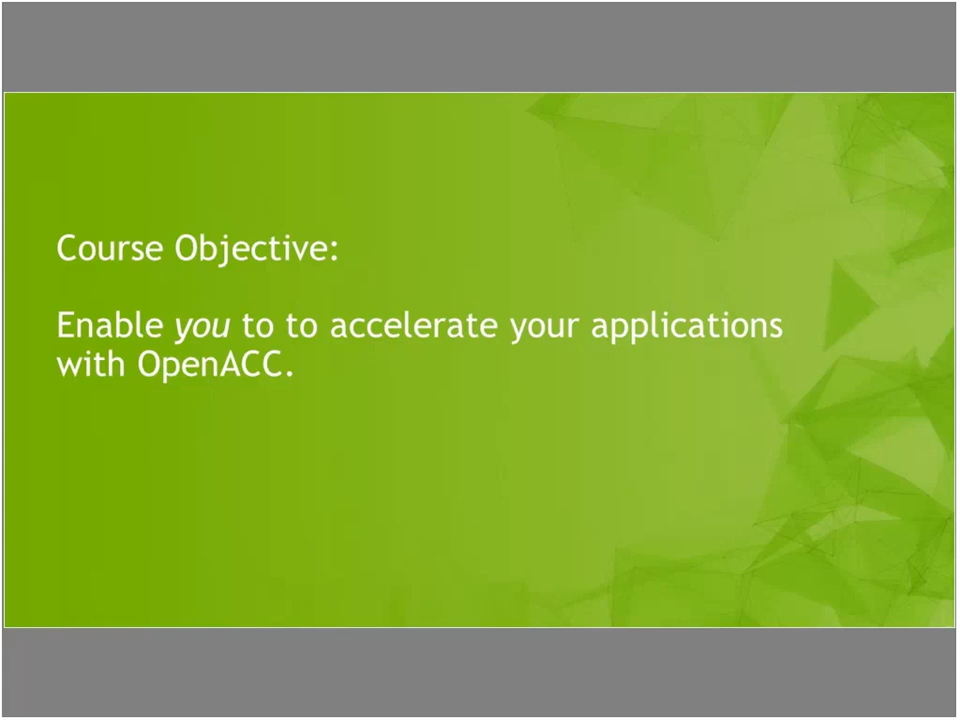 Course Objective:
Enable you to to accelerate your applications
with OpenACC.